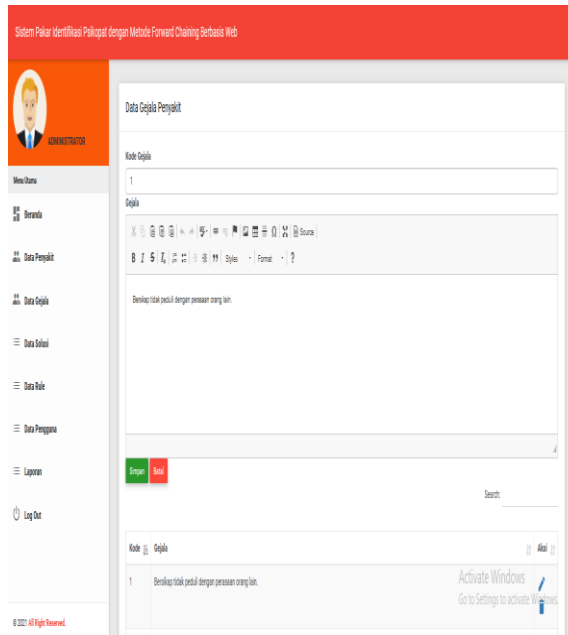 Sistem Pakar Identifikasi Psikopat dengan Metode Forward Chaining Berbasis Web
ADMINISTRATOR
Menu Utama
Beranda
Data Penyakit
Data Gejala
Data Solusi
Data Rule
Data Pengguna
Laporan
Log Out
© 2021 All Right Reserved.
Data Gejala Penyakit
Kode Gejala
1
Gejala
Source
B I S Ix Styles Format ?
Bersikap tidak peduli dengan perasaan orang lain.
Simpan Batal
Search:
Kode Gejala Aksi
1 Bersikap tidak peduli dengan perasaan orang lain.
Activate Windows
Go to Settings to activate Windows.